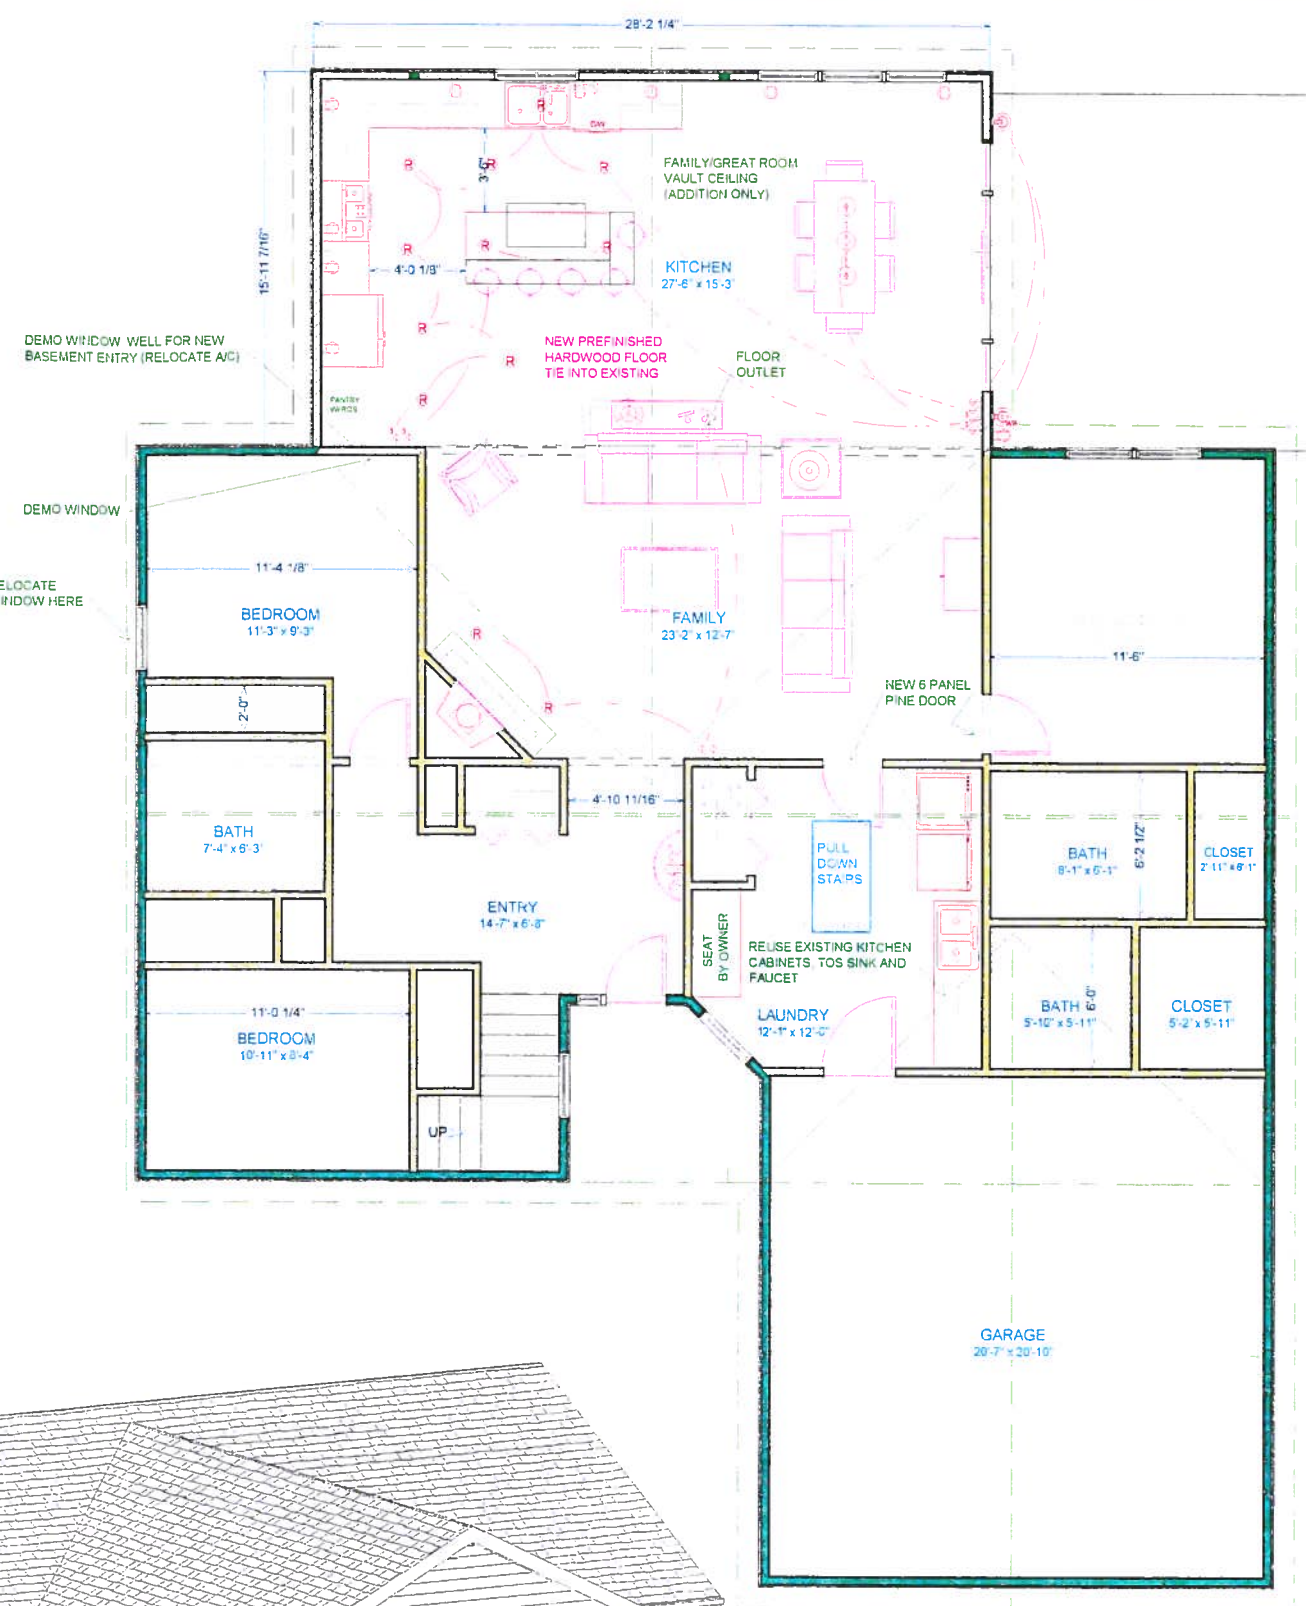 28'-2 1/4"
DW
3'-6"
FAMILY/GREAT ROOM
VAULT CEILING
(ADDITION ONLY)
15'-11 7/16"
4'-0 1/8"
KITCHEN
27'-6" x 15'-3"
DEMO WINDOW WELL FOR NEW
BASEMENT ENTRY (RELOCATE A/C)
NEW PREFINISHED
HARDWOOD FLOOR
TIE INTO EXISTING
FLOOR
OUTLET
PANTRY
DEMO WINDOW
11'-4 1/8"
ELOCATE
INDOW HERE
BEDROOM
11'-3" x 9'-3"
FAMILY
23'-2" x 12'-7"
11'-6"
NEW 6 PANEL
PINE DOOR
2'-0"
4'-10 11/16"
BATH
7'-4" x 6'-3"
PULL
DOWN
STAIRS
BATH
8'-1" x 6'-1"
6'-2 1/2"
CLOSET
2'-11" x 6'-1"
ENTRY
14'-7" x 6'-8"
SEAT
BY OWNER
REUSE EXISTING KITCHEN
CABINETS, TOS SINK AND
FAUCET
LAUNDRY
12'-1" x 12'-0"
BATH
5'-10" x 5'-11"
6'-0"
CLOSET
5'-2" x 5'-11"
11'-0 1/4"
BEDROOM
10'-11" x 8'-4"
UP
GARAGE
20'-7" x 20'-10"